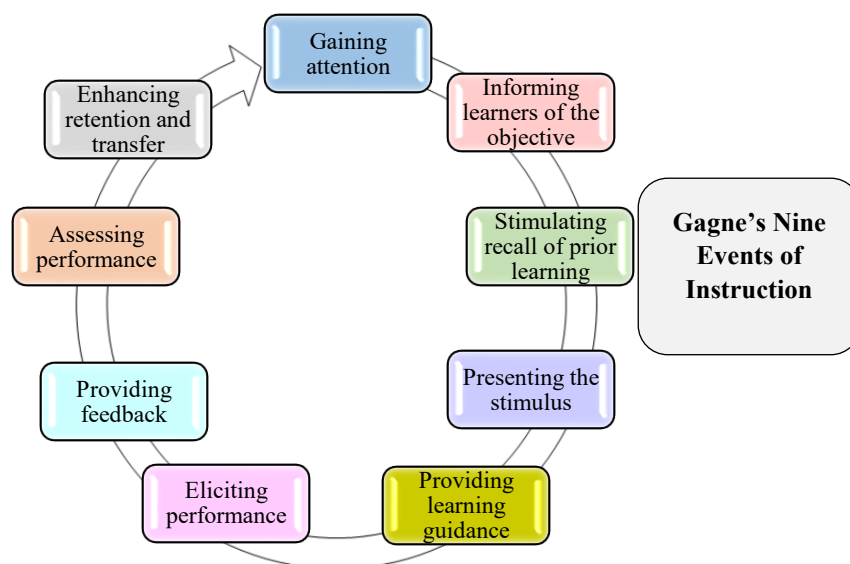 Gaining
attention
Informing
learners of the
objective
Stimulating
recall of prior
learning
Presenting the
stimulus
Providing
learning
guidance
Eliciting
performance
Providing
feedback
Assessing
performance
Enhancing
retention and
transfer
Gagne’s Nine
Events of
Instruction